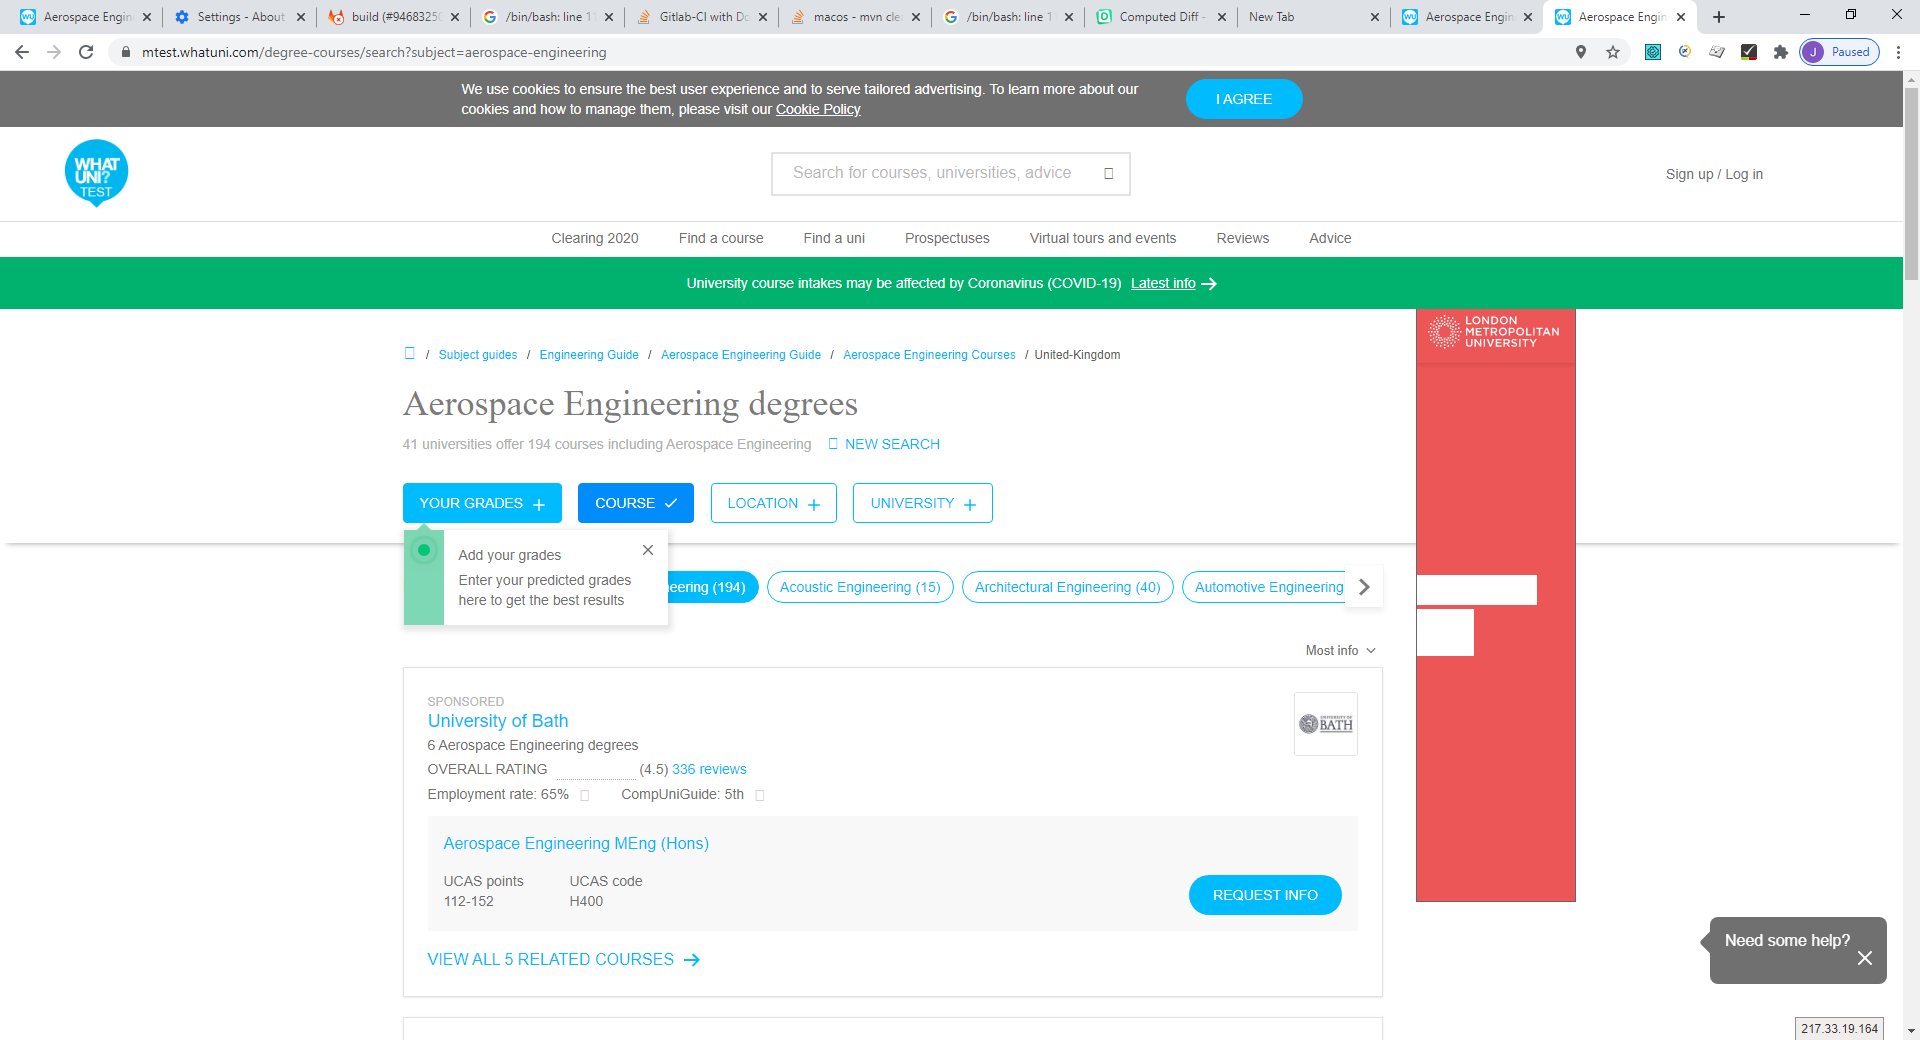 Aerospace Engin
Settings - About
build (#9468325
/bin/bash: line 1
Gitlab-CI with Do
macos - mvn cle
/bin/bash: line 1
Computed Diff -
New Tab
Aerospace Engin
Aerospace Engin
mtest.whatuni.com/degree-courses/search?subject=aerospace-engineering
J Paused
We use cookies to ensure the best user experience and to serve tailored advertising. To learn more about our
cookies and how to manage them, please visit our Cookie Policy
I AGREE
WHAT
UNI?
TEST
Search for courses, universities, advice
Sign up / Log in
Clearing 2020 Find a course Find a uni Prospectuses Virtual tours and events Reviews Advice
University course intakes may be affected by Coronavirus (COVID-19) Latest info
/ Subject guides / Engineering Guide / Aerospace Engineering Guide / Aerospace Engineering Courses / United-Kingdom
LONDON
METROPOLITAN
UNIVERSITY
Aerospace Engineering degrees
41 universities offer 194 courses including Aerospace Engineering NEW SEARCH
YOUR GRADES + COURSE LOCATION + UNIVERSITY +
Add your grades
Enter your predicted grades
here to get the best results
eering (194) Acoustic Engineering (15) Architectural Engineering (40) Automotive Engineering
Most info
SPONSORED
University of Bath
6 Aerospace Engineering degrees
OVERALL RATING (4.5) 336 reviews
Employment rate: 65% CompUniGuide: 5th
UNIVERSITY OF
BATH
Aerospace Engineering MEng (Hons)
UCAS points UCAS code
112-152 H400
REQUEST INFO
VIEW ALL 5 RELATED COURSES
Need some help?
217.33.19.164